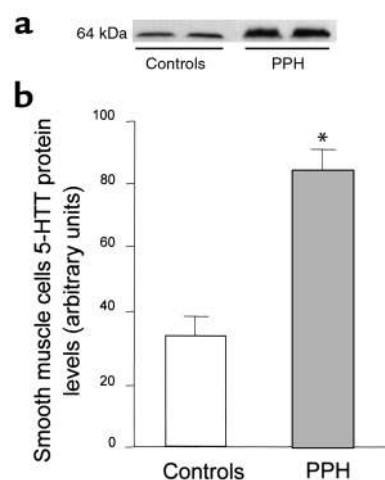 a
64 kDa
Controls PPH
b
Smooth muscle cells 5-HTT protein
levels (arbitrary units)
100
80
60
40
20
0
*
Controls PPH